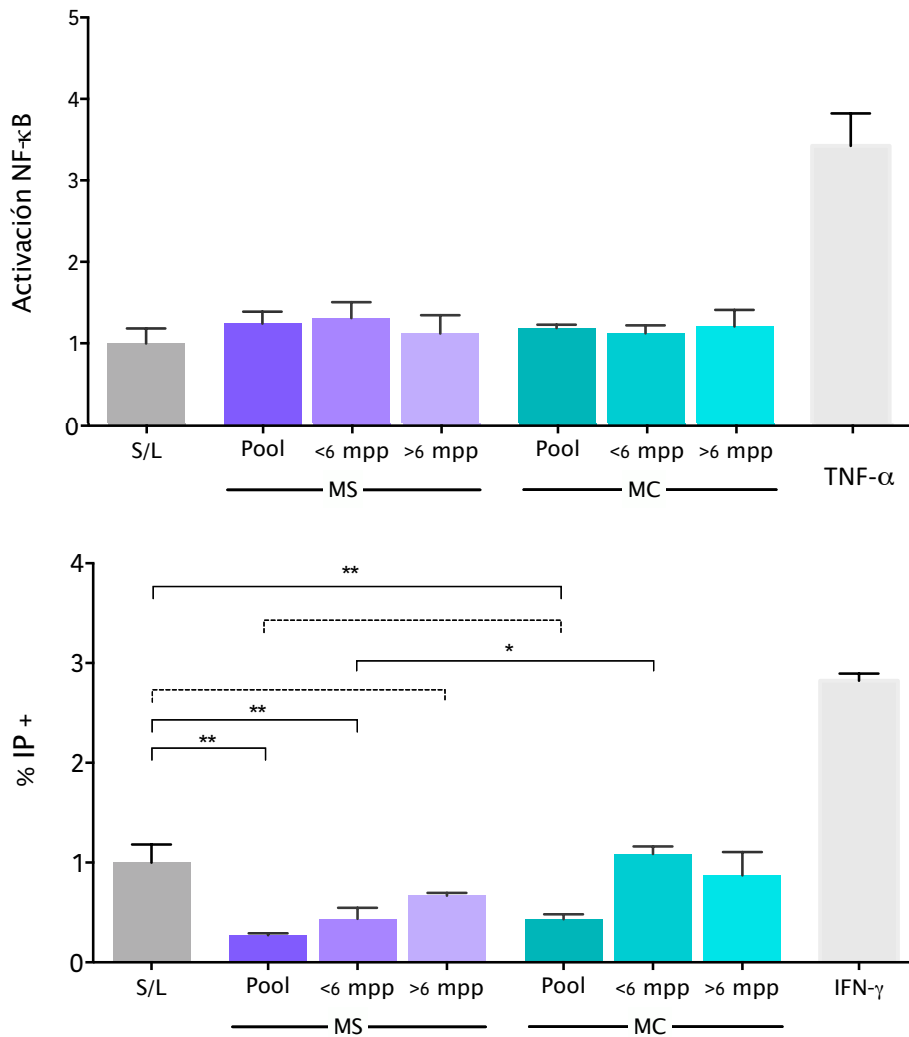 Activación NF-κB
5
4
3
2
1
0
S/L
Pool
<6 mpp
>6 mpp
Pool
<6 mpp
>6 mpp
MS
MC
TNF-α
% IP +
4
3
2
1
0
**
*
**
**
S/L
Pool
<6 mpp
>6 mpp
Pool
<6 mpp
>6 mpp
IFN-γ
MS
MC